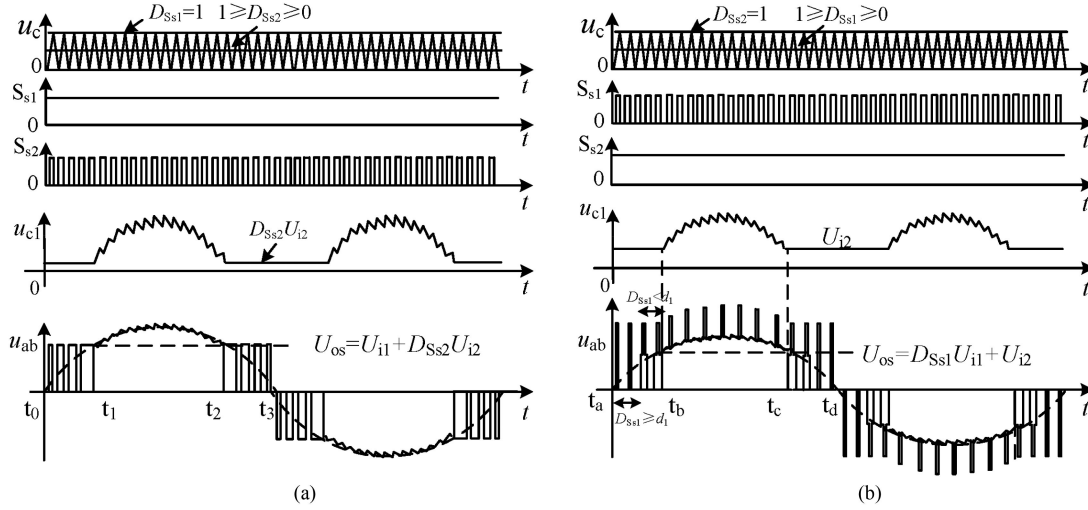 D_Ss1=1 1≥D_Ss2≥0
u_c
0
t
S_s1
0
t
S_s2
0
t
u_c1
D_Ss2U_i2
0
t
u_ab
U_os=U_i1+D_Ss2U_i2
t_0 t_1 t_2 t_3 t
(a)
D_Ss2=1 1≥D_Ss1≥0
u_c
0
t
S_s1
0
t
S_s2
0
t
u_c1
U_i2
0
t
D_Ss1<d_1
u_ab
U_os=D_Ss1U_i1+U_i2
t_a t_b t_c t_d t
D_Ss1≥d_1
(b)